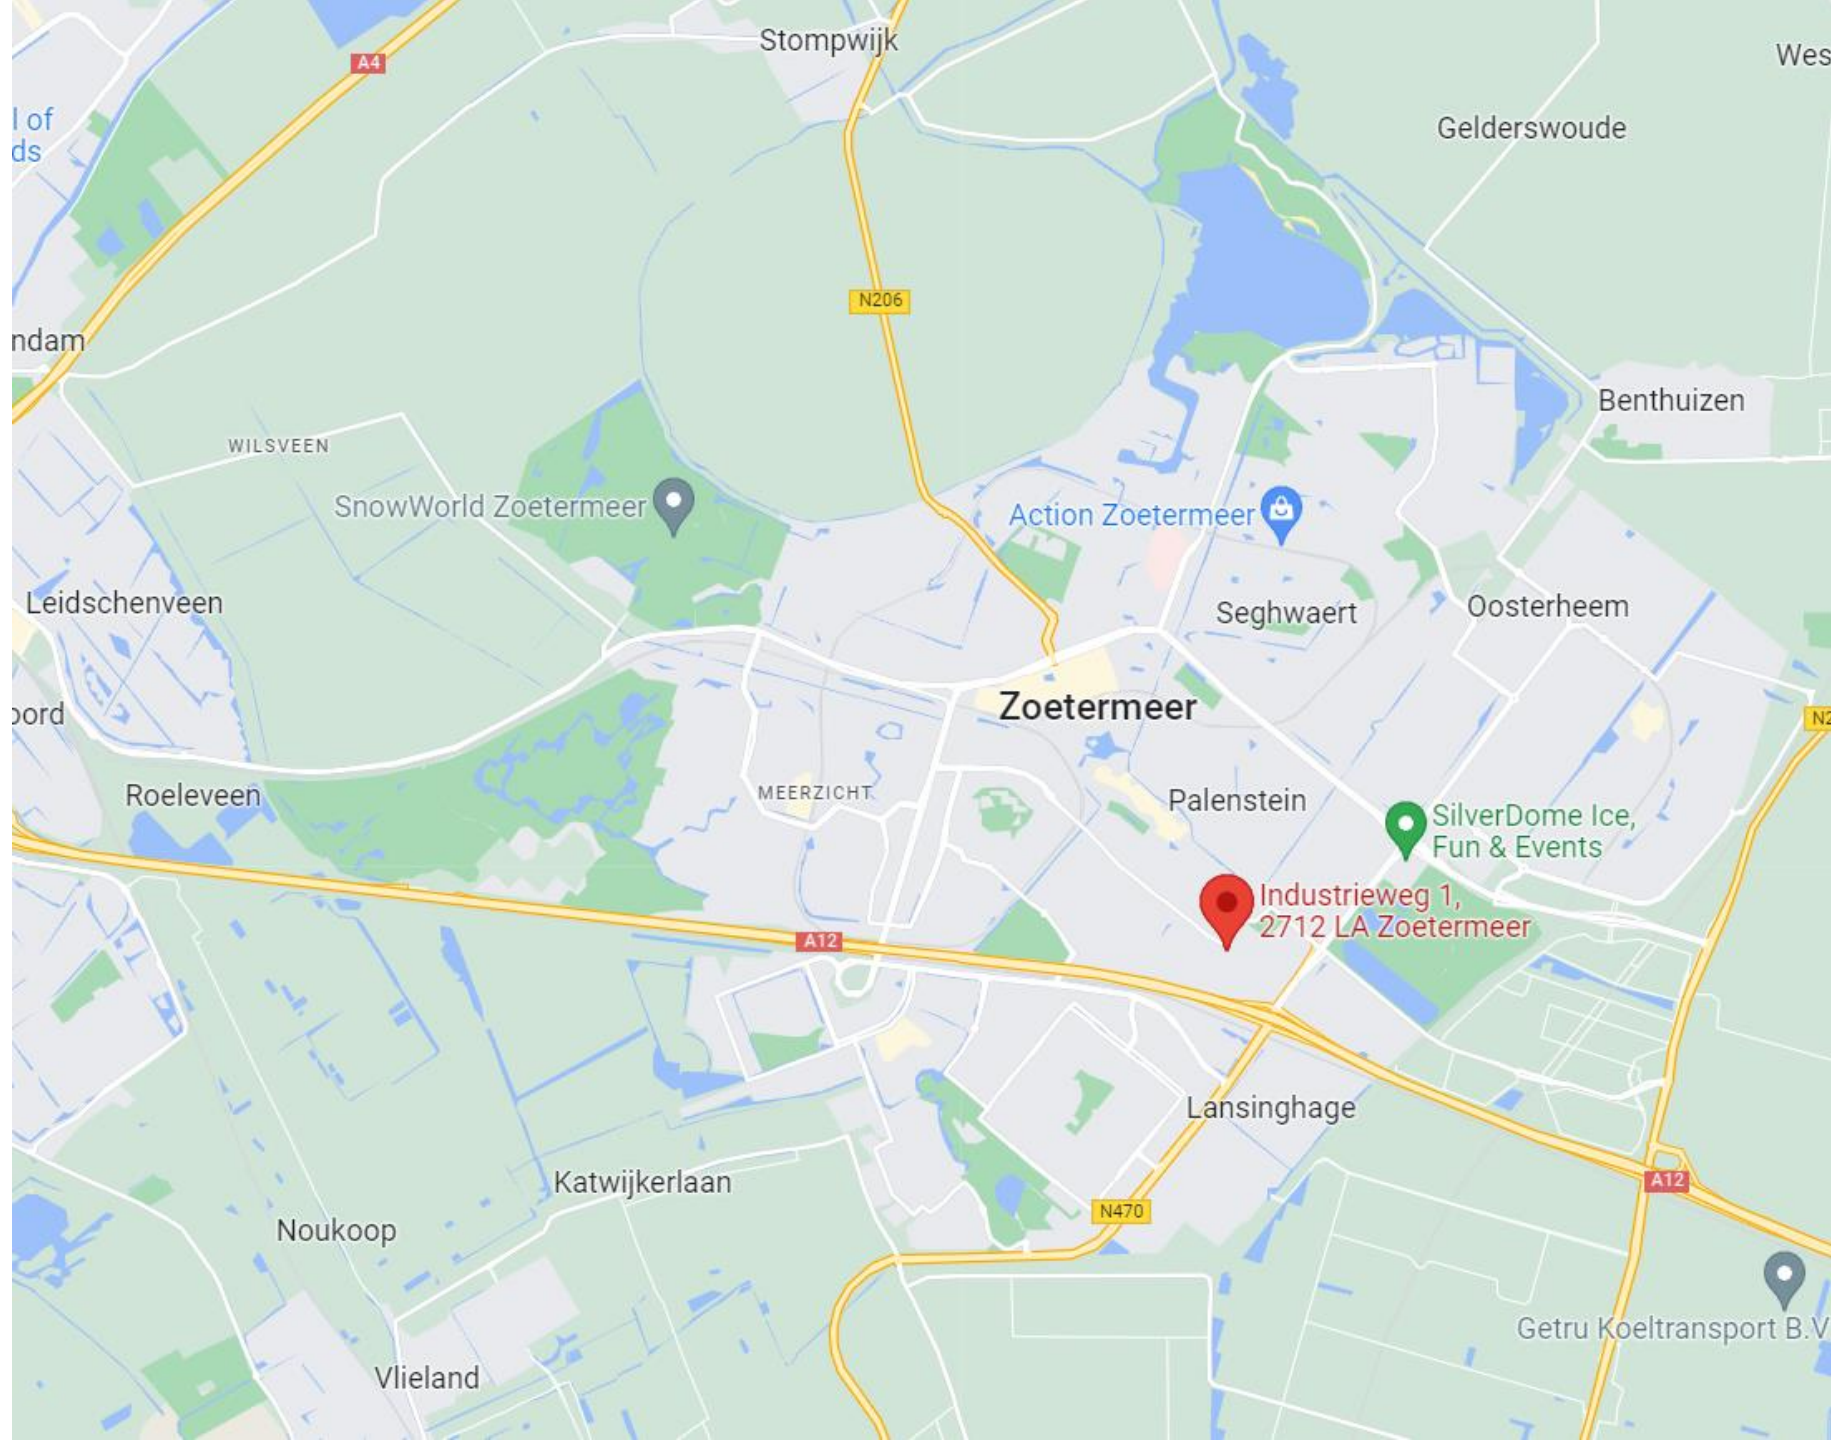 Stompwijk
Wes
A4
l of
ds
Gelderswoude
N206
ndam
Benthuizen
WILSVEEN
SnowWorld Zoetermeer
Action Zoetermeer
Leidschenveen
Seghwaert
Oosterheem
Zoetermeer
oord
N2
Roeleveen
MEERZICHT
Palenstein
SilverDome Ice,
Fun & Events
Industrieweg 1,
2712 LA Zoetermeer
A12
Lansinghage
Katwijkerlaan
A12
N470
Noukoop
Getru Koeltransport B.V
Vlieland